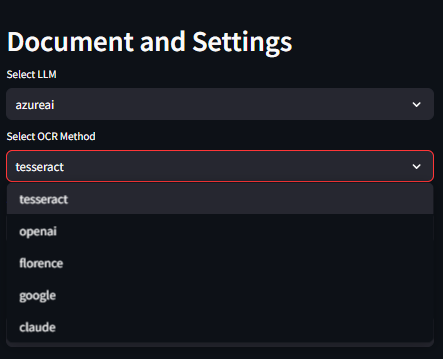 Document and Settings
Select LLM
azureai
Select OCR Method
tesseract
tesseract
openai
florence
google
claude